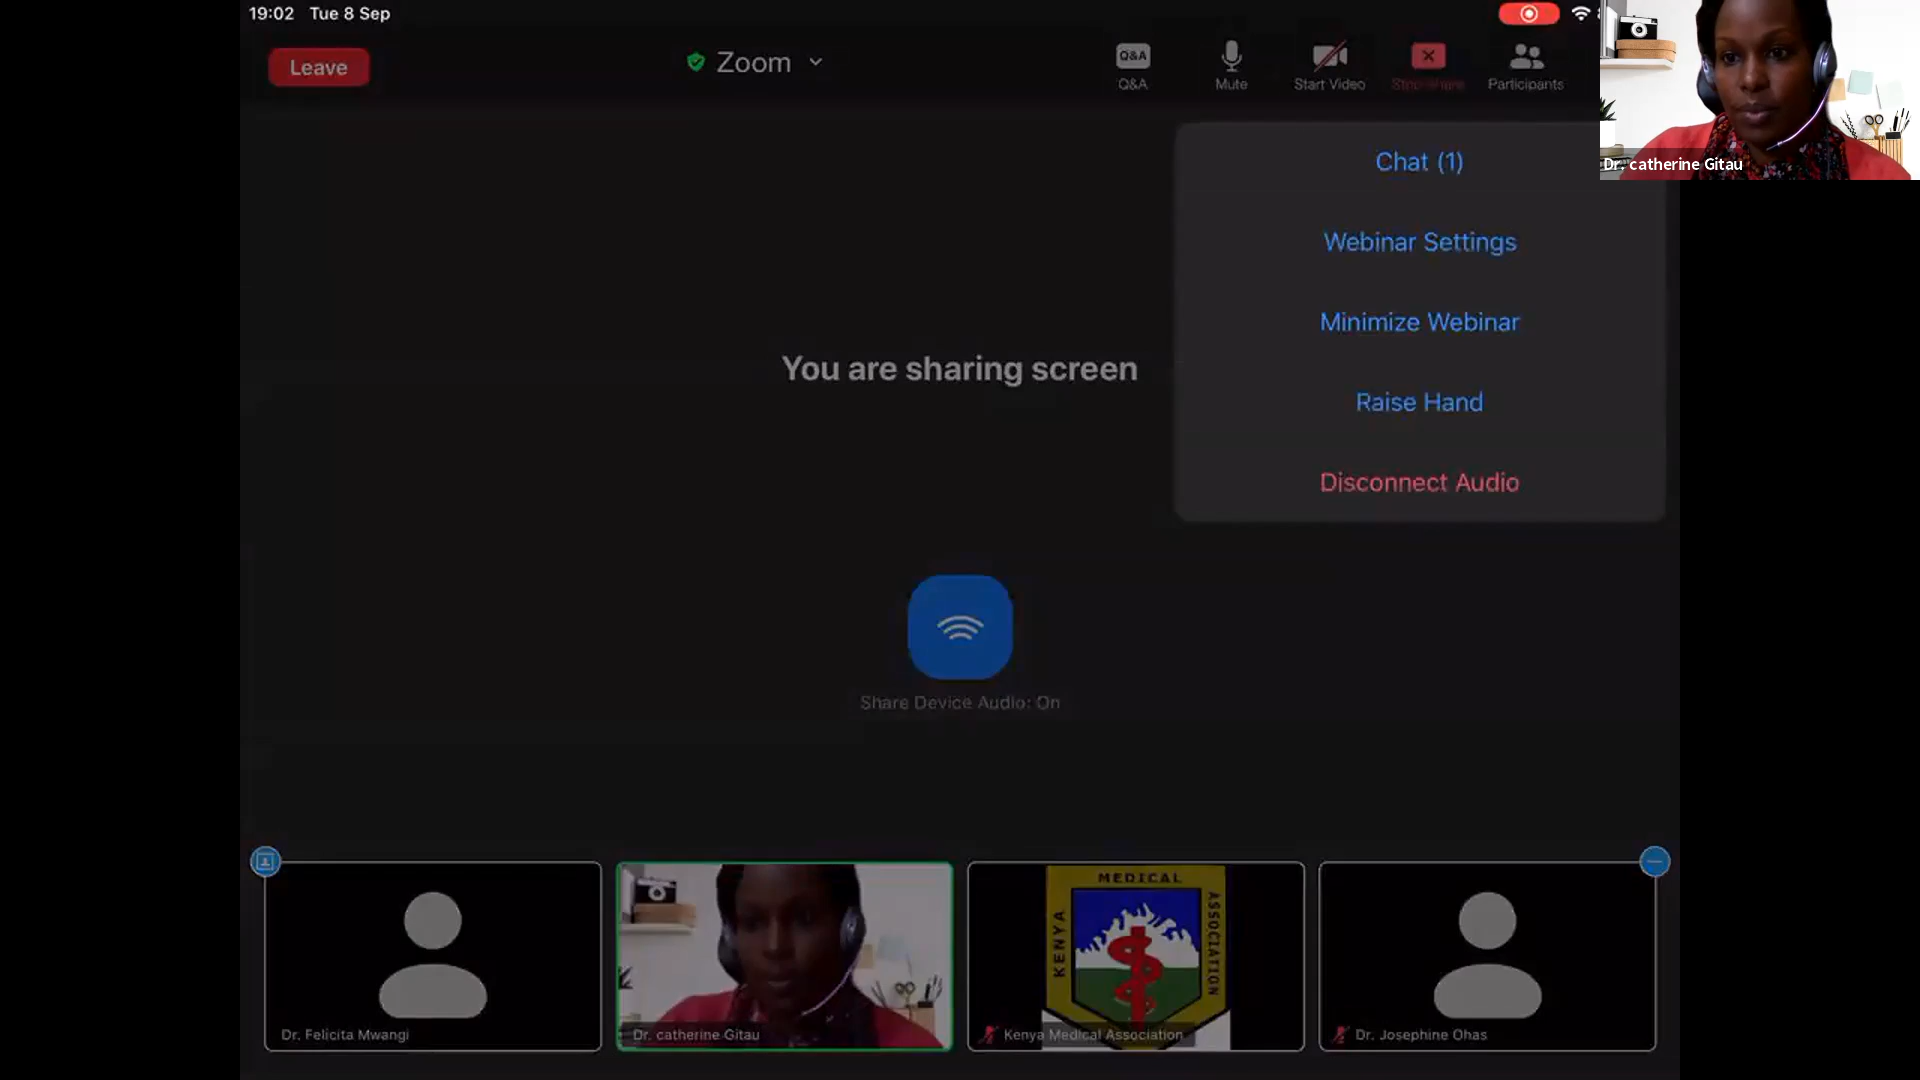 19:02 Tue 8 Sep
Leave
Zoom
Q&A
Q&A
Mute
Start Video
Stop Share
Participants
Dr. catherine Gitau
Chat (1)
Webinar Settings
Minimize Webinar
Raise Hand
Disconnect Audio
You are sharing screen
Share Device Audio: On
Dr. Felicita Mwangi
Dr. catherine Gitau
KENYA
MEDICAL
ASSOCIATION
Kenya Medical Association
Dr. Josephine Ohas